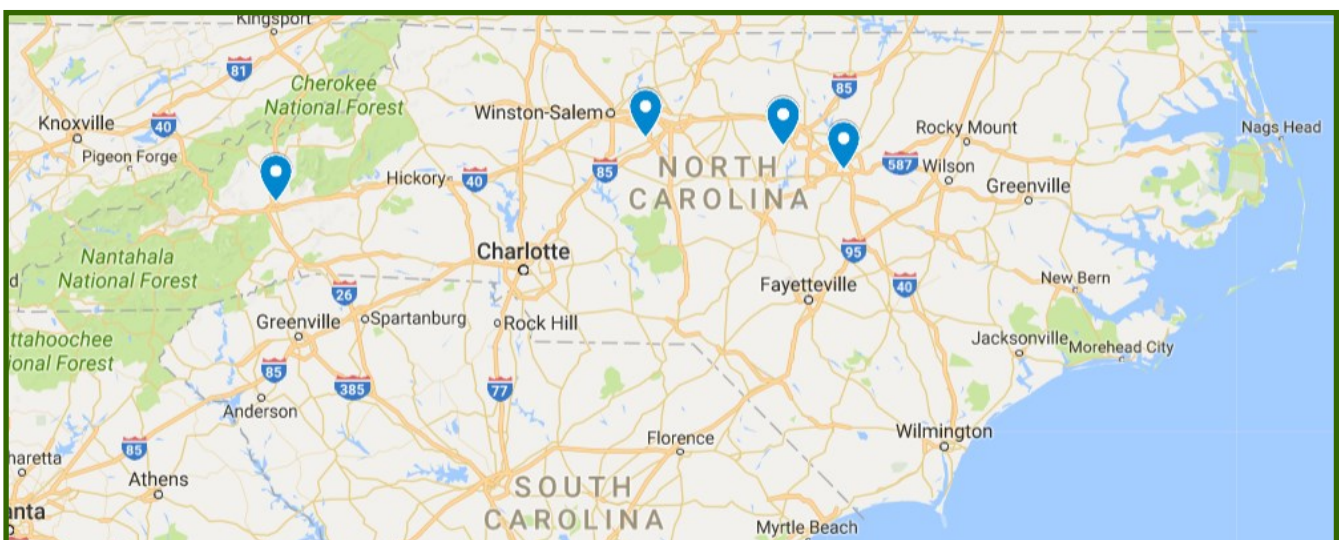 Kingsport
81
Cherokee
National Forest
Winston-Salem
85
Knoxville
40
Pigeon Forge
Rocky Mount
Nags Head
Hickory
40
85
NORTH
CAROLINA
587
Wilson
Greenville
Nantahala
National Forest
Charlotte
95
40
New Bern
Fayetteville
26
Greenville
Spartanburg
Rock Hill
Jacksonville
Morehead City
ttahoochee
ional Forest
85
385
77
Anderson
Florence
Wilmington
85
haretta
Athens
SOUTH
CAROLINA
anta
Myrtle Beach
d